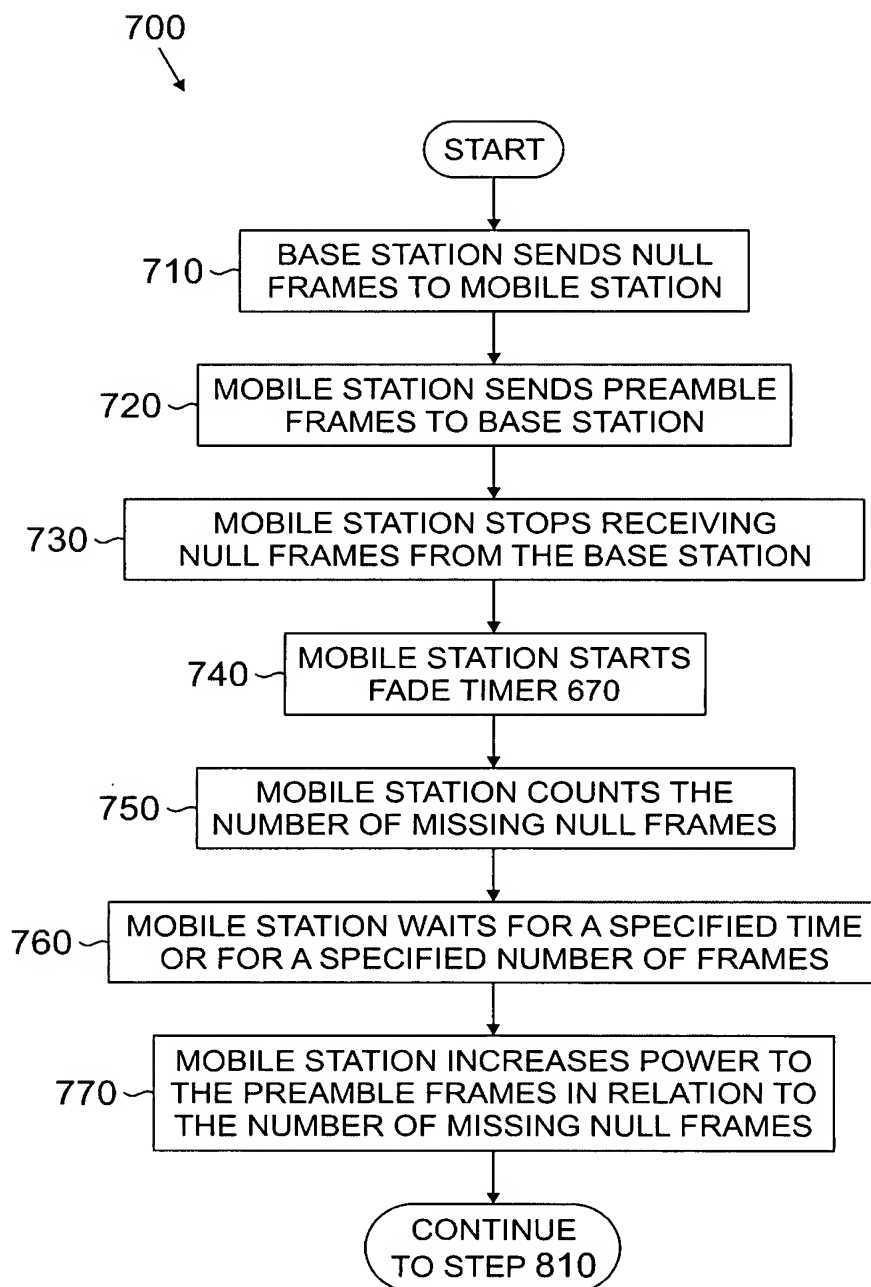 700
START
710
BASE STATION SENDS NULL
FRAMES TO MOBILE STATION
720
MOBILE STATION SENDS PREAMBLE
FRAMES TO BASE STATION
730
MOBILE STATION STOPS RECEIVING
NULL FRAMES FROM THE BASE STATION
740
MOBILE STATION STARTS
FADE TIMER 670
750
MOBILE STATION COUNTS THE
NUMBER OF MISSING NULL FRAMES
760
MOBILE STATION WAITS FOR A SPECIFIED TIME
OR FOR A SPECIFIED NUMBER OF FRAMES
770
MOBILE STATION INCREASES POWER TO
THE PREAMBLE FRAMES IN RELATION TO
THE NUMBER OF MISSING NULL FRAMES
CONTINUE
TO STEP 810